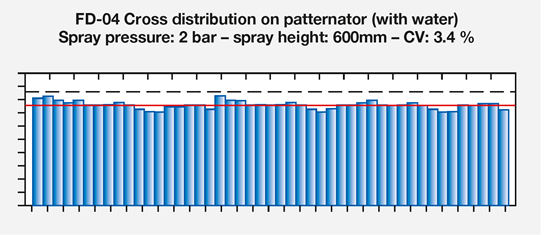 FD-04 Cross distribution on patternator (with water)
Spray pressure: 2 bar – spray height: 600mm – CV: 3.4 %